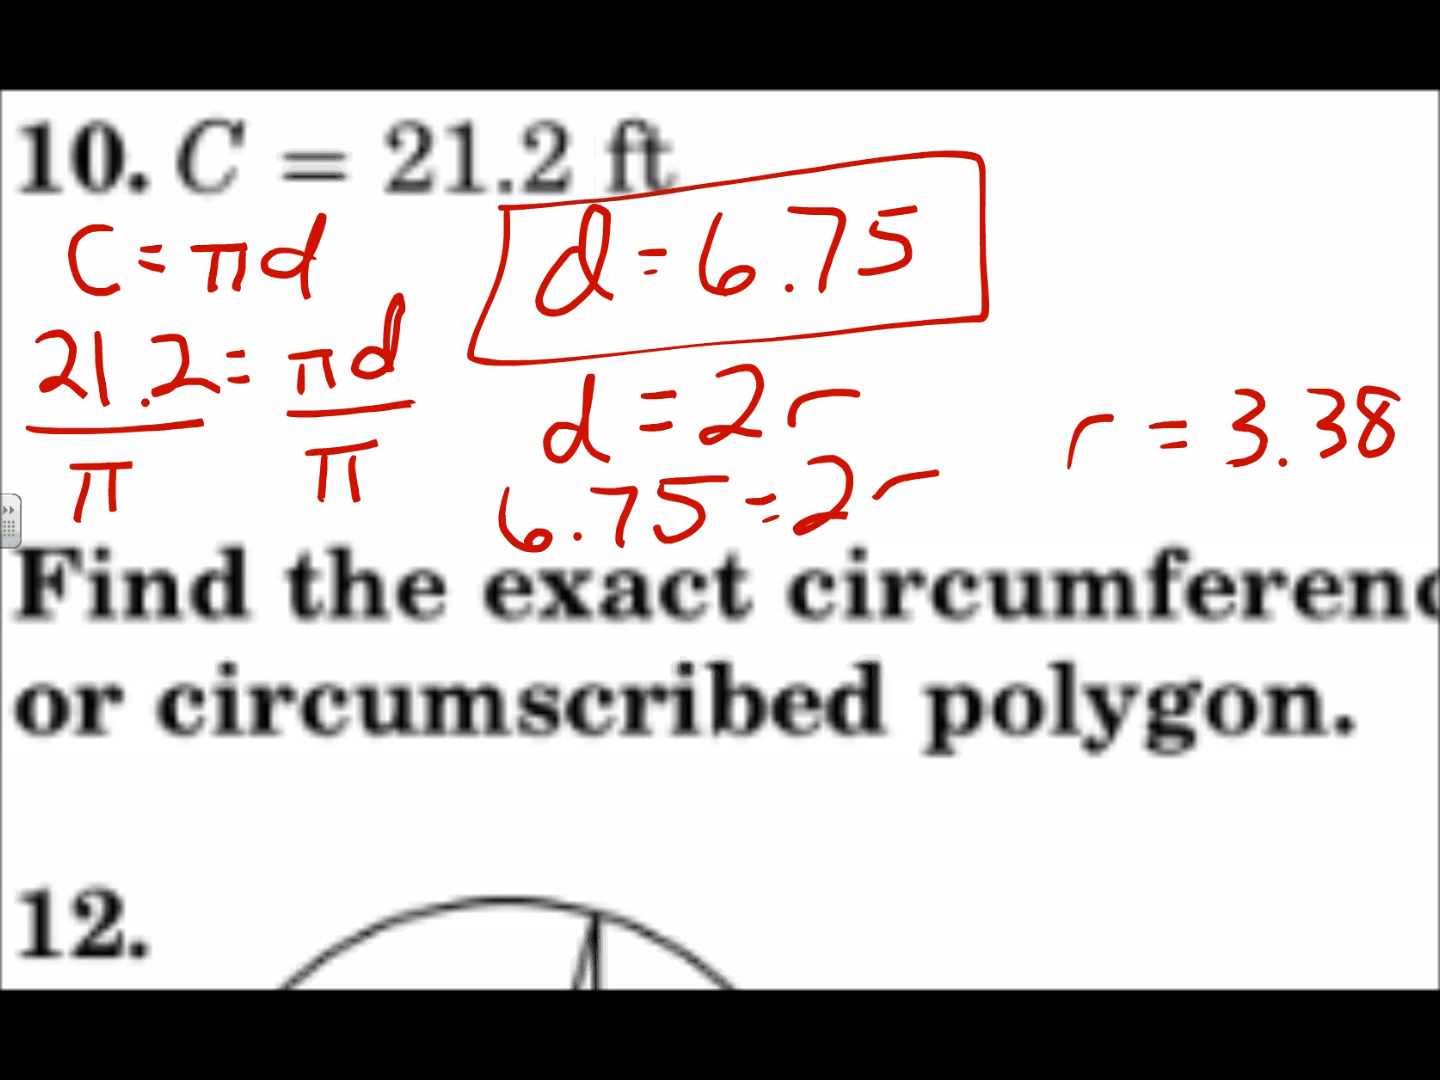 10. C = 21.2 ft
C = πd
21.2 = πd
π π
d = 6.75
d = 2r
6.75 = 2r
r = 3.38
Find the exact circumferenc
or circumscribed polygon.
12.